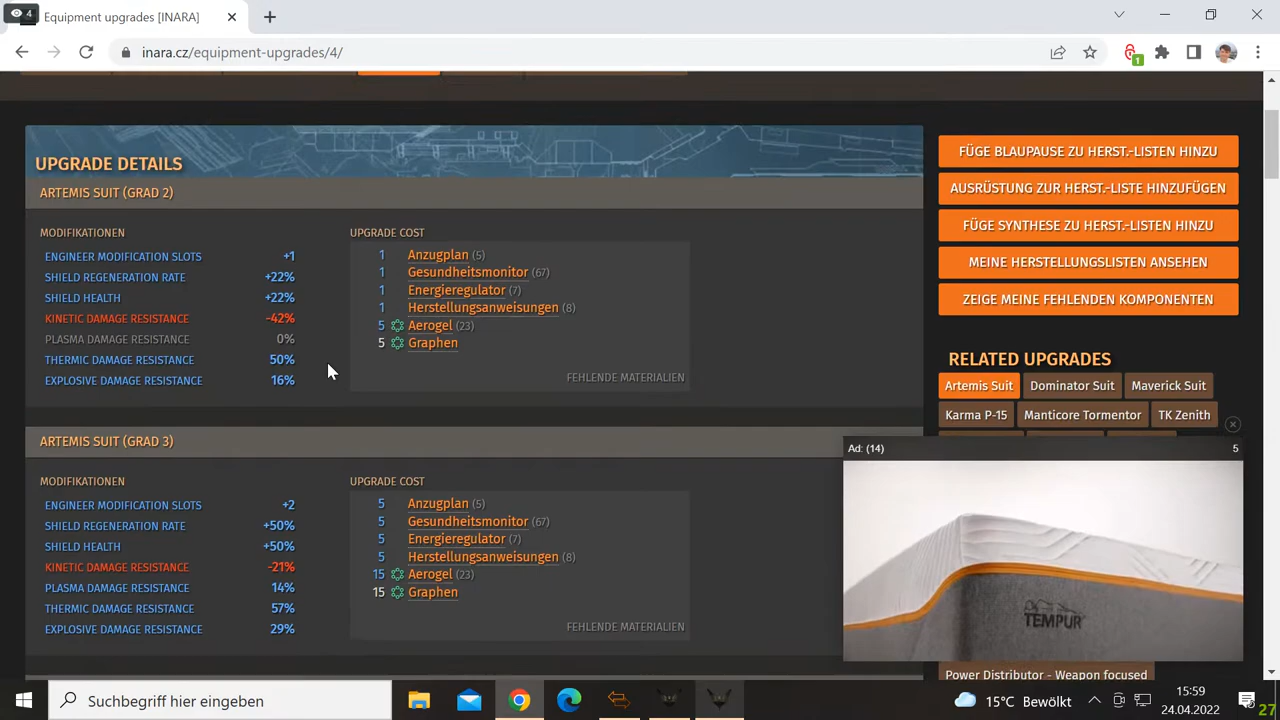 4
Equipment upgrades [INARA]
inara.cz/equipment-upgrades/4/
1
UPGRADE DETAILS
ARTEMIS SUIT (GRAD 2)
MODIFIKATIONEN
ENGINEER MODIFICATION SLOTS +1
SHIELD REGENERATION RATE +22%
SHIELD HEALTH +22%
KINETIC DAMAGE RESISTANCE -42%
PLASMA DAMAGE RESISTANCE 0%
THERMIC DAMAGE RESISTANCE 50%
EXPLOSIVE DAMAGE RESISTANCE 16%
UPGRADE COST
1 Anzugplan (5)
1 Gesundheitsmonitor (67)
1 Energieregulator (7)
1 Herstellungsanweisungen (8)
5 Aerogel (23)
5 Graphen
FEHLENDE MATERIALIEN
ARTEMIS SUIT (GRAD 3)
MODIFIKATIONEN
ENGINEER MODIFICATION SLOTS +2
SHIELD REGENERATION RATE +50%
SHIELD HEALTH +50%
KINETIC DAMAGE RESISTANCE -21%
PLASMA DAMAGE RESISTANCE 14%
THERMIC DAMAGE RESISTANCE 57%
EXPLOSIVE DAMAGE RESISTANCE 29%
UPGRADE COST
5 Anzugplan (5)
5 Gesundheitsmonitor (67)
5 Energieregulator (7)
5 Herstellungsanweisungen (8)
15 Aerogel (23)
15 Graphen
FEHLENDE MATERIALIEN
FÜGE BLAUPAUSE ZU HERST.-LISTEN HINZU
AUSRÜSTUNG ZUR HERST.-LISTE HINZUFÜGEN
FÜGE SYNTHESE ZU HERST.-LISTEN HINZU
MEINE HERSTELLUNGSLISTEN ANSEHEN
ZEIGE MEINE FEHLENDEN KOMPONENTEN
RELATED UPGRADES
Artemis Suit Dominator Suit Maverick Suit
Karma P-15 Manticore Tormentor TK Zenith
Ad: (14) 5
TEMPUR
Power Distributor - Weapon focused
Suchbegriff hier eingeben
15°C Bewölkt
15:59
24.04.2022
27